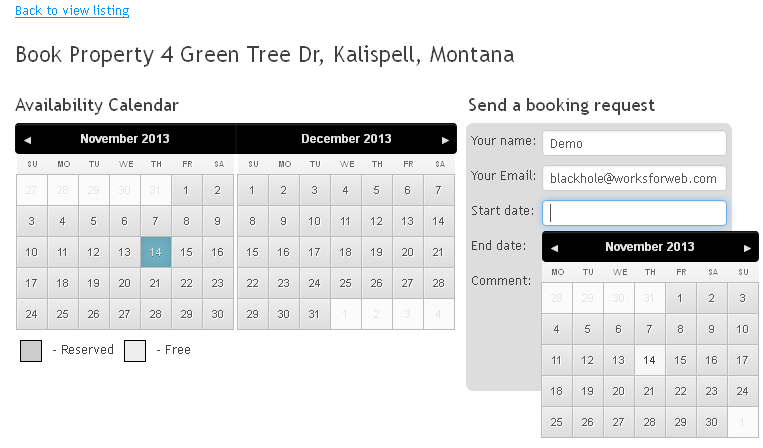 Back to view listing
Book Property 4 Green Tree Dr, Kalispell, Montana
Availability Calendar
◄ November 2013 December 2013 ►
SU MO TU WE TH FR SA SU MO TU WE TH FR SA
27 28 29 30 31 1 2 1 2 3 4 5 6 7
3 4 5 6 7 8 9 8 9 10 11 12 13 14
10 11 12 13 14 15 16 15 16 17 18 19 20 21
17 18 19 20 21 22 23 22 23 24 25 26 27 28
24 25 26 27 28 29 30 29 30 31 1 2 3 4
- Reserved - Free
Send a booking request
Your name: Demo
Your Email: blackhole@worksforweb.com
Start date:
End date:
Comment:
◄ November 2013 ►
MO TU WE TH FR SA SU
28 29 30 31 1 2 3
4 5 6 7 8 9 10
11 12 13 14 15 16 17
18 19 20 21 22 23 24
25 26 27 28 29 30 1